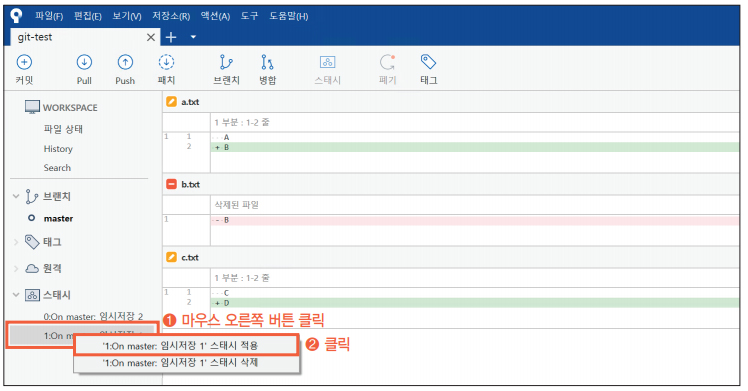 파일(F) 편집(E) 보기(V) 저장소(R) 액션(A) 도구 도움말(H)
git-test
커밋 Pull Push 패치 브랜치 병합 스태시 폐기 태그
WORKSPACE
파일 상태
History
Search
브랜치
master
태그
원격
스태시
0:On master: 임시저장 2
1:On m
a.txt
1 부분 : 1-2 줄
1 1 A
2 + B
b.txt
삭제된 파일
1 - B
c.txt
1 부분 : 1-2 줄
1 1 C
2 + D
1 마우스 오른쪽 버튼 클릭
'1:On master: 임시저장 1' 스태시 적용
2 클릭
'1:On master: 임시저장 1' 스태시 삭제